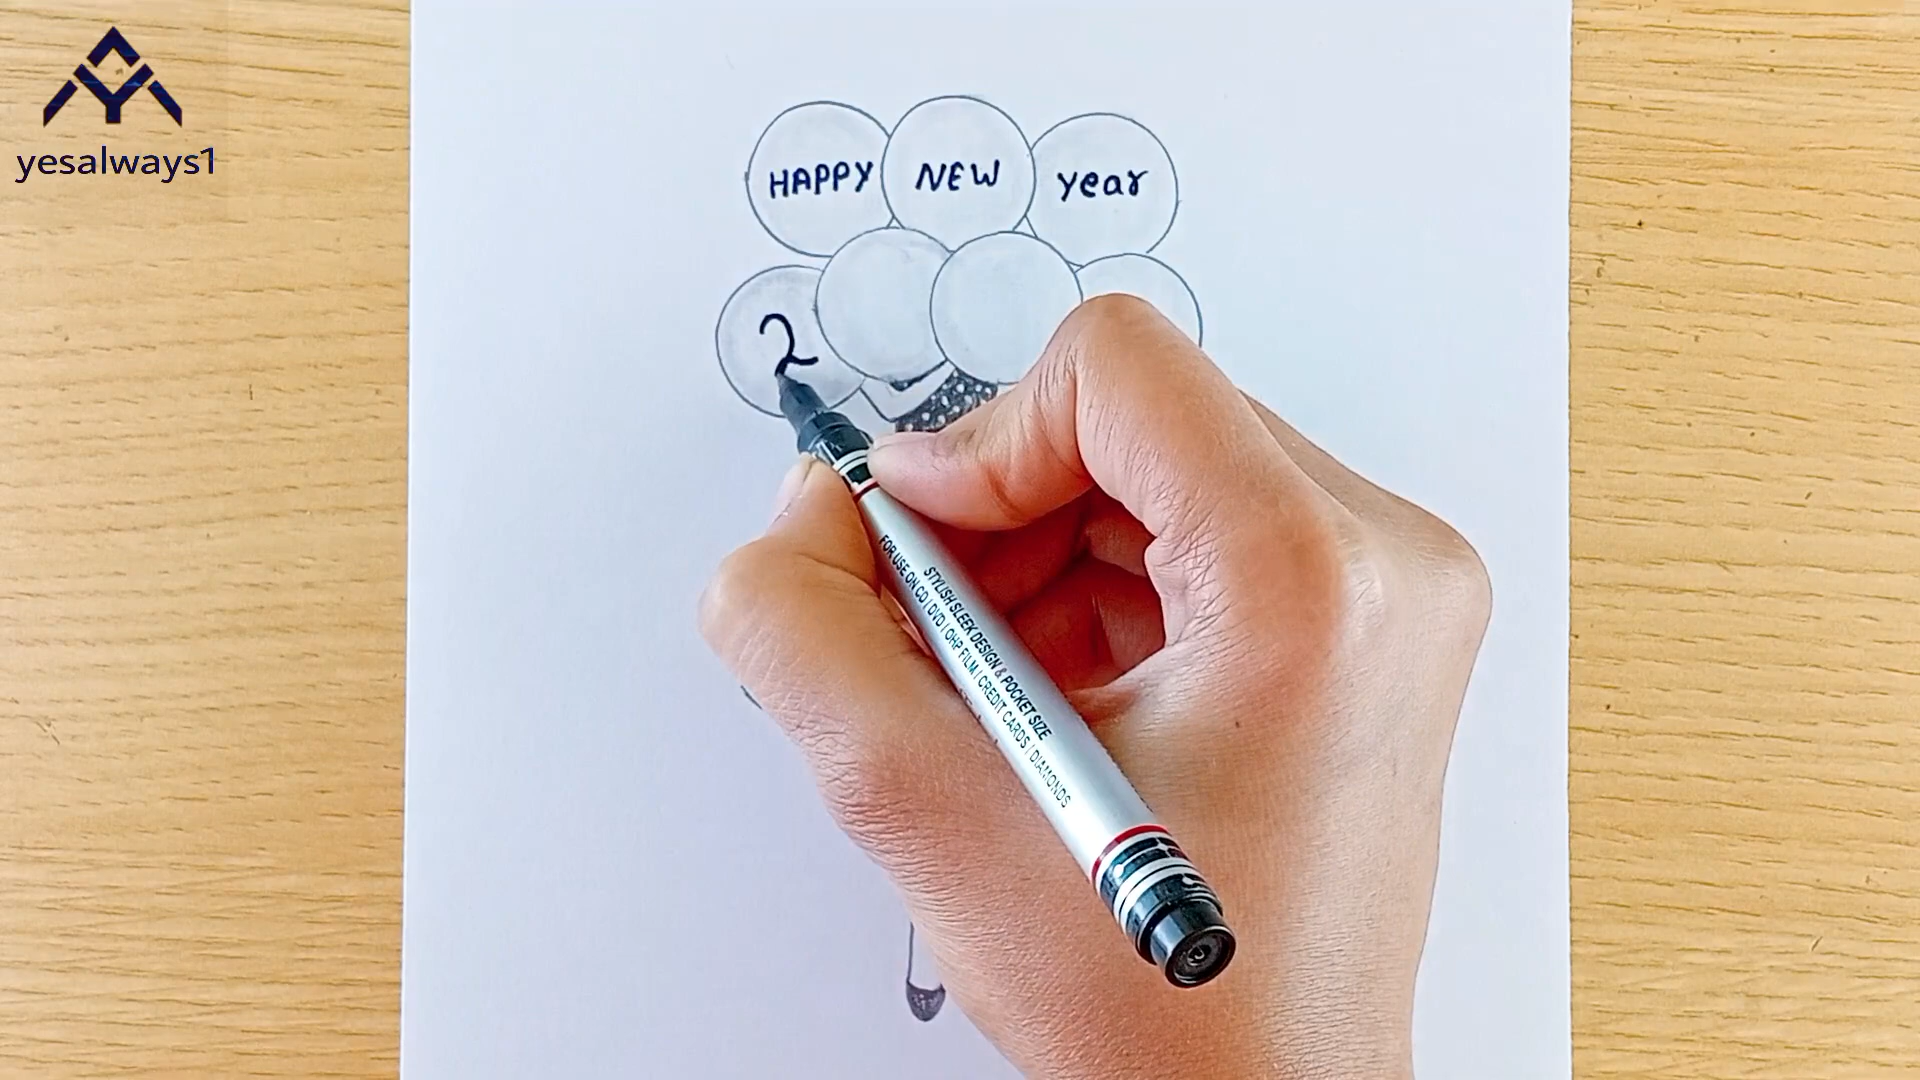 yesalways1
HAPPY NEW year
2
STYLISH SLEEK DESIGN & POCKET SIZE
FOR USE ON CD | DVD | OHP FILM | CREDIT CARDS | DIAMONDS